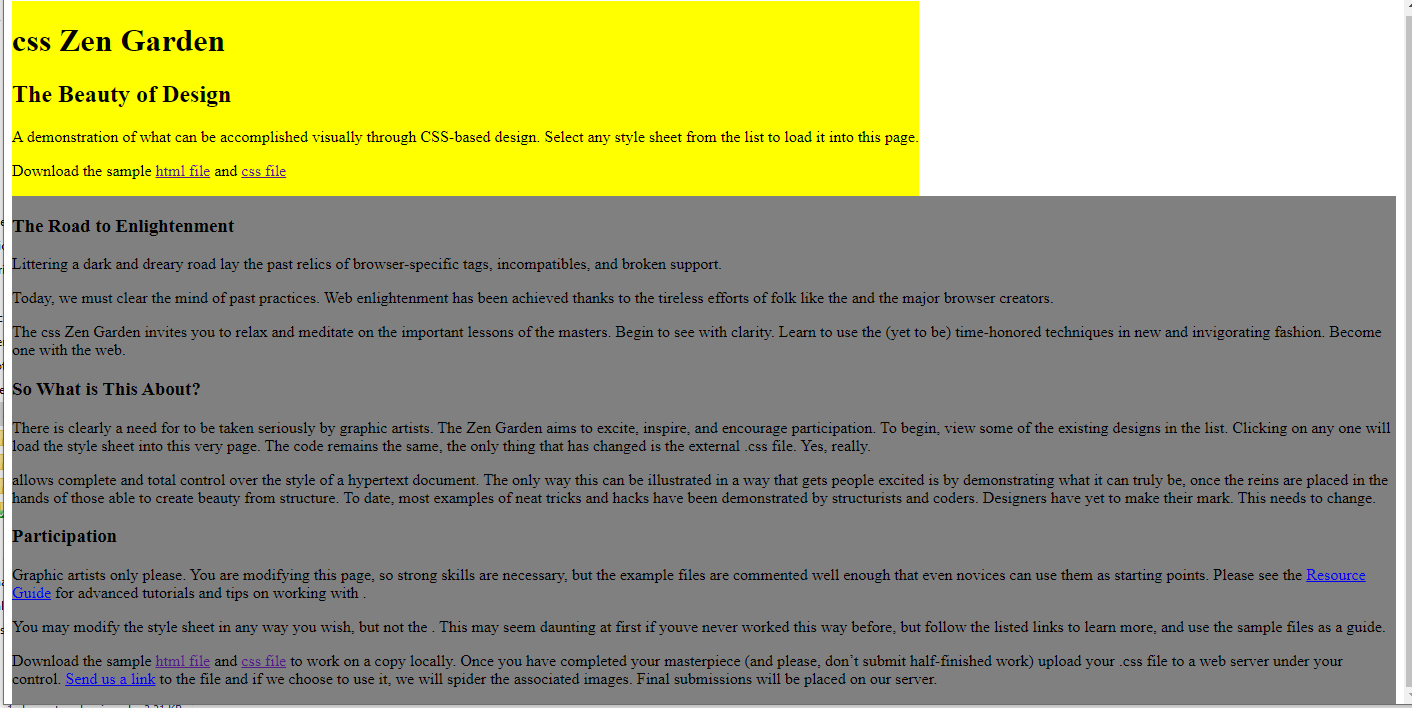 css Zen Garden
The Beauty of Design
A demonstration of what can be accomplished visually through CSS-based design. Select any style sheet from the list to load it into this page.
Download the sample html file and css file
The Road to Enlightenment
Littering a dark and dreary road lay the past relics of browser-specific tags, incompatibles, and broken support.
Today, we must clear the mind of past practices. Web enlightenment has been achieved thanks to the tireless efforts of folk like the and the major browser creators.
The css Zen Garden invites you to relax and meditate on the important lessons of the masters. Begin to see with clarity. Learn to use the (yet to be) time-honored techniques in new and invigorating fashion. Become
one with the web.
So What is This About?
There is clearly a need for to be taken seriously by graphic artists. The Zen Garden aims to excite, inspire, and encourage participation. To begin, view some of the existing designs in the list. Clicking on any one will
load the style sheet into this very page. The code remains the same, the only thing that has changed is the external .css file. Yes, really.
allows complete and total control over the style of a hypertext document. The only way this can be illustrated in a way that gets people excited is by demonstrating what it can truly be, once the reins are placed in the
hands of those able to create beauty from structure. To date, most examples of neat tricks and hacks have been demonstrated by structurists and coders. Designers have yet to make their mark. This needs to change.
Participation
Graphic artists only please. You are modifying this page, so strong skills are necessary, but the example files are commented well enough that even novices can use them as starting points. Please see the Resource
Guide for advanced tutorials and tips on working with .
You may modify the style sheet in any way you wish, but not the . This may seem daunting at first if youve never worked this way before, but follow the listed links to learn more, and use the sample files as a guide.
Download the sample html file and css file to work on a copy locally. Once you have completed your masterpiece (and please, don’t submit half-finished work) upload your .css file to a web server under your
control. Send us a link to the file and if we choose to use it, we will spider the associated images. Final submissions will be placed on our server.